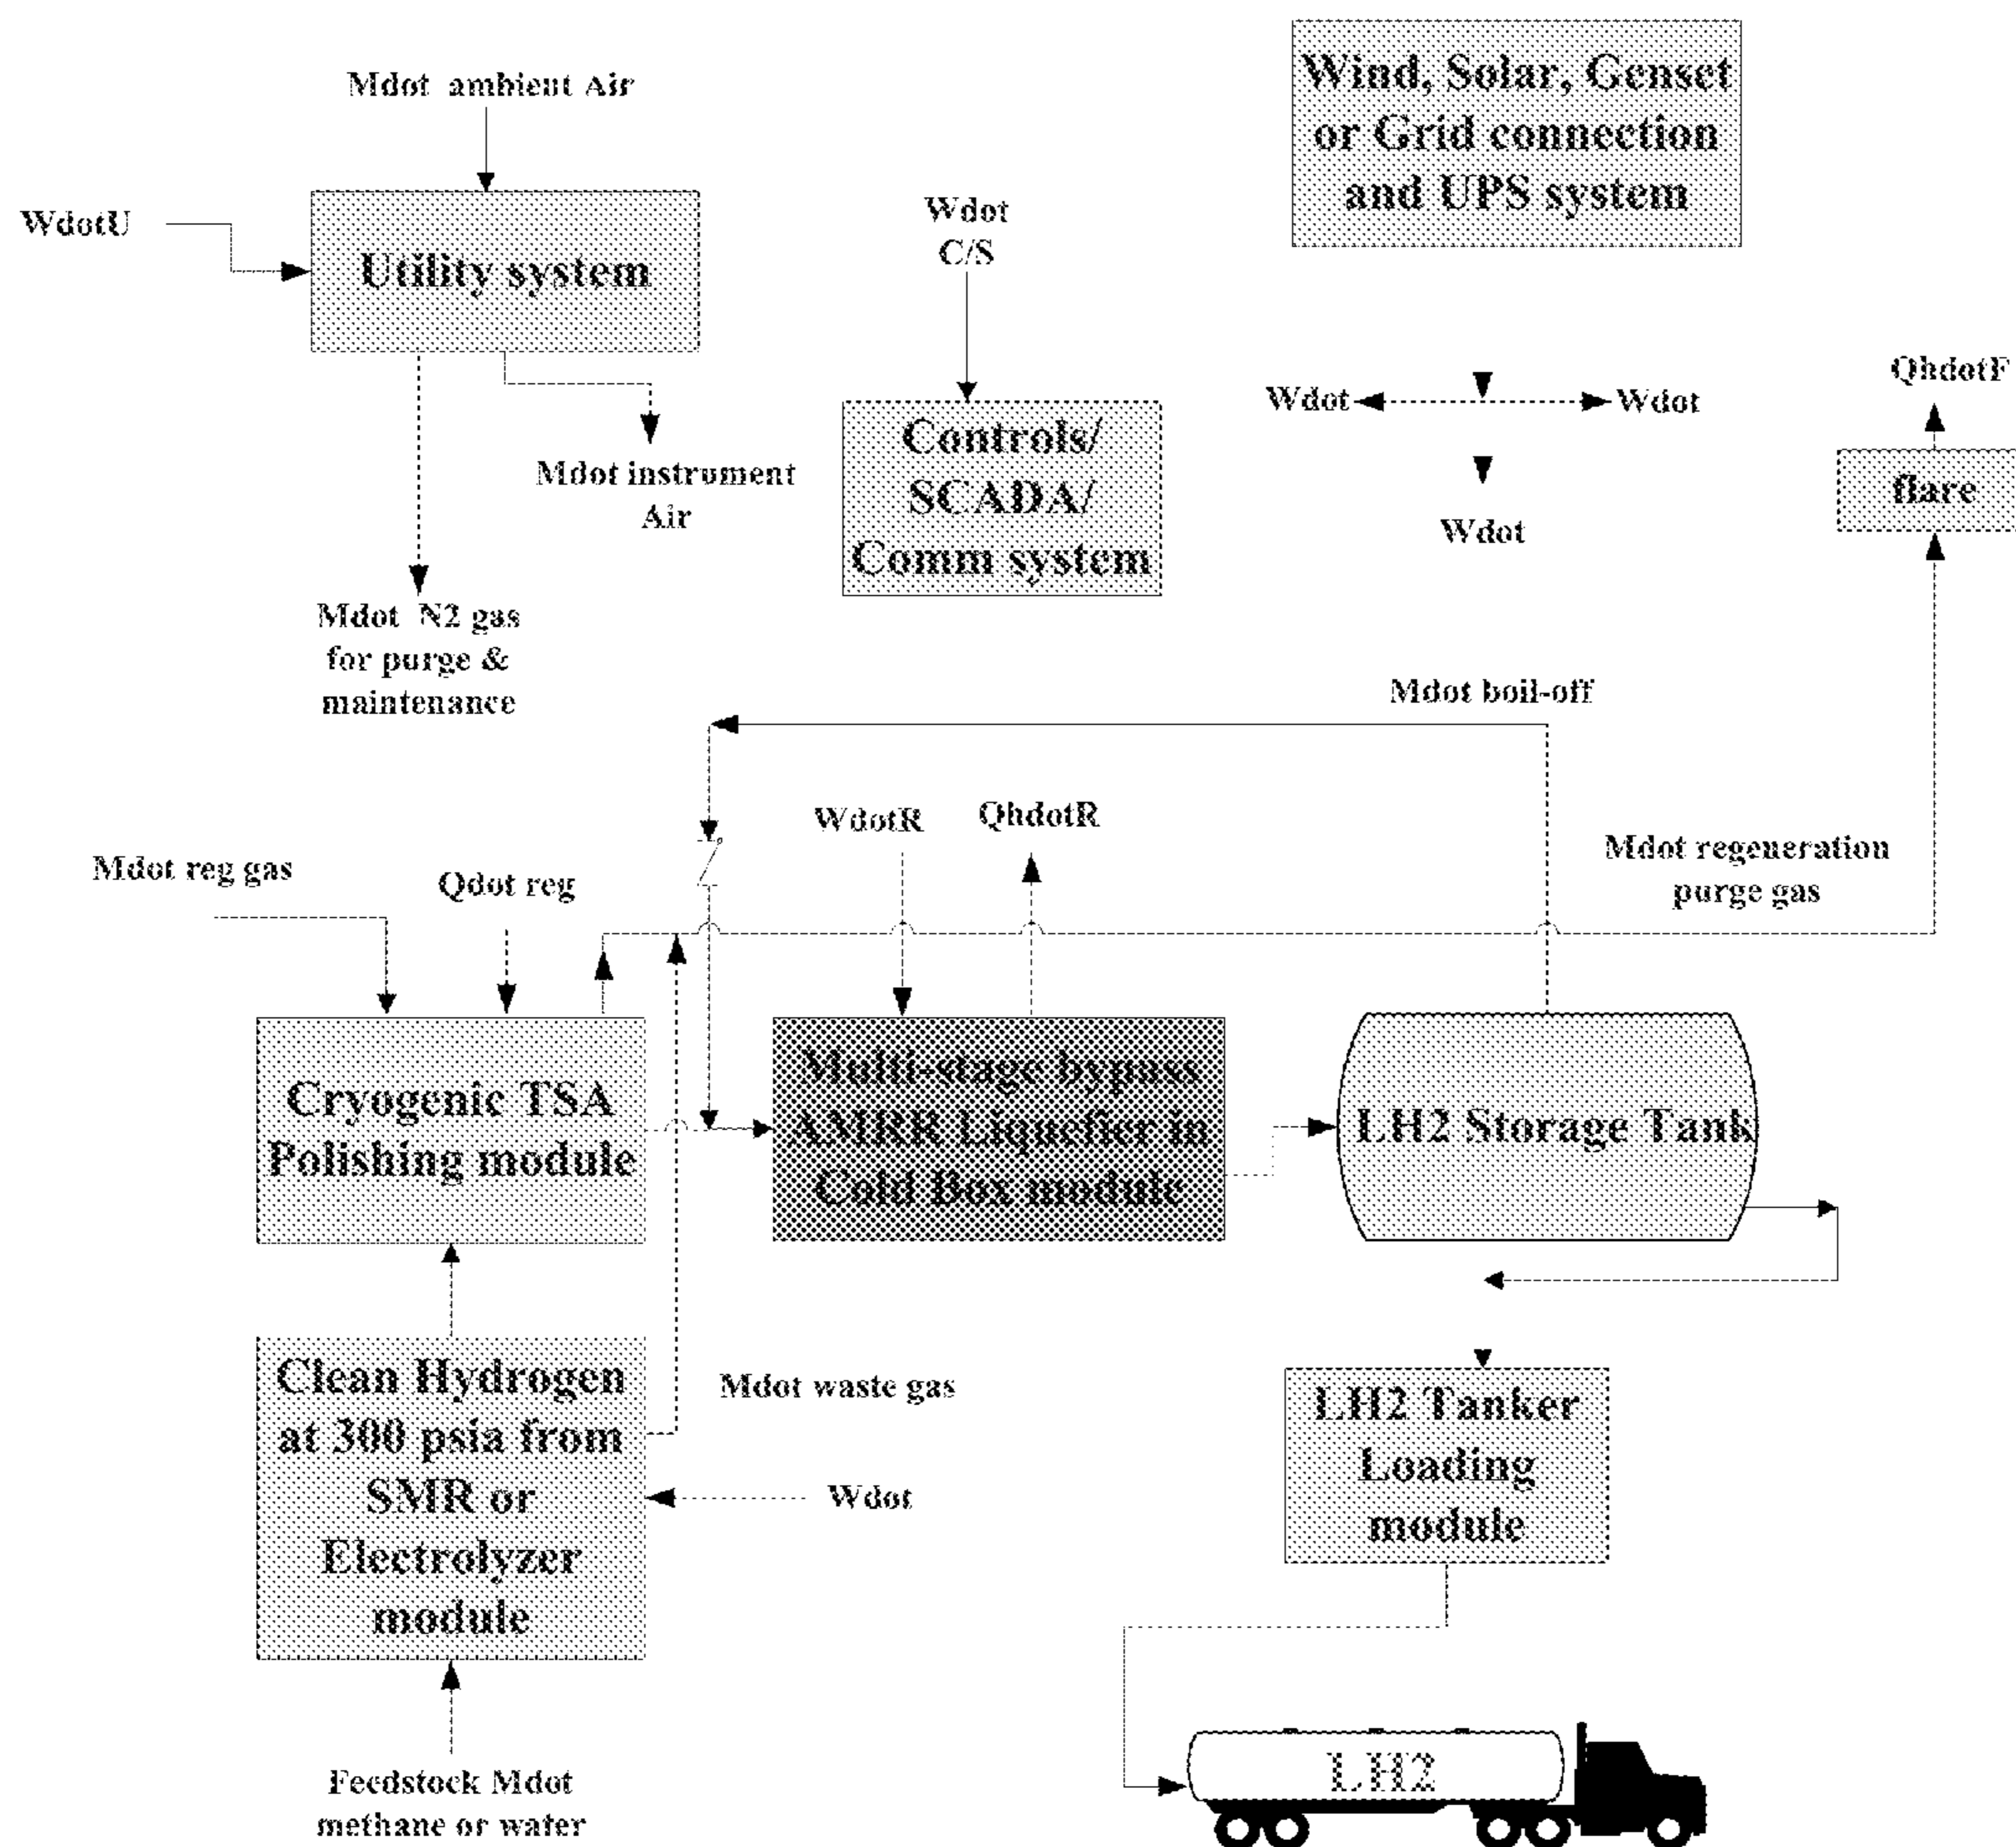 Wind, Solar, Genset
or Grid connection
and UPS system
Mdot ambient Air
WdotU
Utility system
Wdot
C/S
Mdot instrument
Air
Controls/
SCADA/
Comm system
Wdot
Wdot
Wdot
QhdotF
flare
Mdot N2 gas
for purge &
maintenance
Mdot boil-off
WdotR
QhdotR
Mdot reg gas
Qdot reg
Mdot regeneration
purge gas
Cryogenic TSA
Polishing module
Multi-stage bypass
AMRR Liquefier in
Cold Box module
LH2 Storage Tank
Clean Hydrogen
at 300 psia from
SMR or
Electrolyzer
module
Mdot waste gas
Wdot
LH2 Tanker
Loading
module
Feedstock Mdot
methane or water
LH2